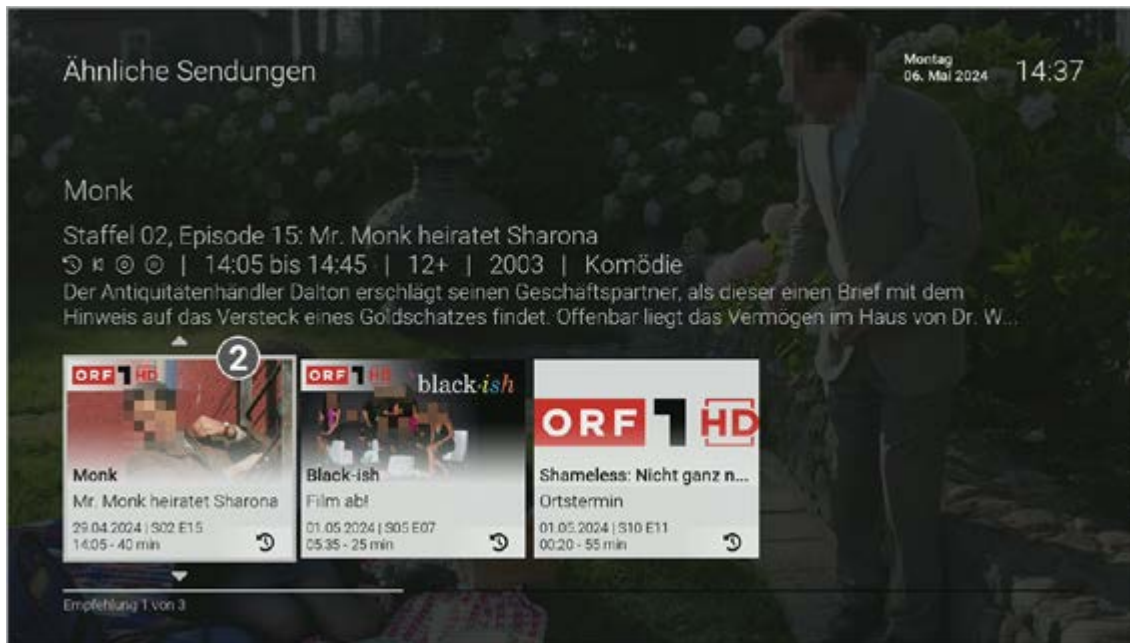 Ähnliche Sendungen
Montag
06. Mai 2024
14:37
Monk
Staffel 02, Episode 15: Mr. Monk heiratet Sharona
| 14:05 bis 14:45 | 12+ | 2003 | Komödie
Der Antiquitätenhändler Dalton erschlägt seinen Geschäftspartner, als dieser einen Brief mit dem
Hinweis auf das Versteck eines Goldschatzes findet. Offenbar liegt das Vermögen im Haus von Dr. W...
2
ORF 1 HD
Monk
Mr. Monk heiratet Sharona
29.04.2024 | S02 E15
14:05 - 40 min
ORF 1 HD
black-ish
Black-ish
Film ab!
01.05.2024 | S05 E07
05:35 - 25 min
ORF 1 HD
Shameless: Nicht ganz n...
Ortstermin
01.05.2024 | S10 E11
00:20 - 55 min
Empfehlung 1 von 3